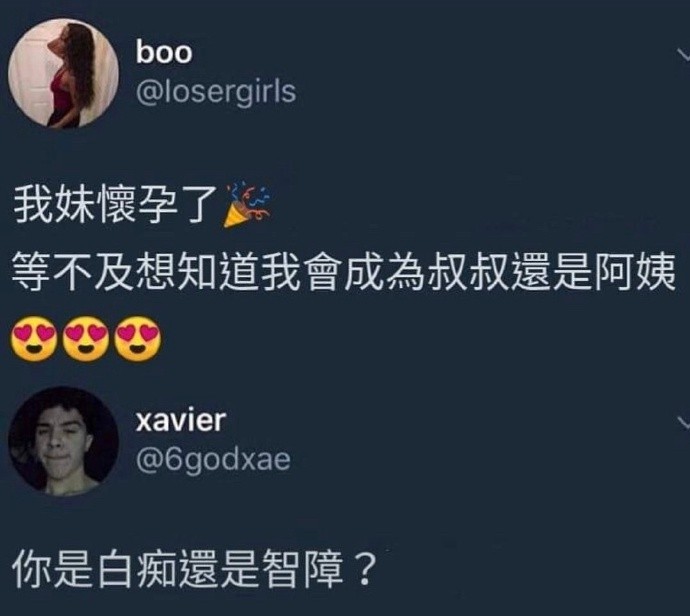 boo
@losergirls
我妹懷孕了🎉
等不及想知道我會成為叔叔還是阿姨
😍😍😍
xavier
@6godxae
你是白痴還是智障？